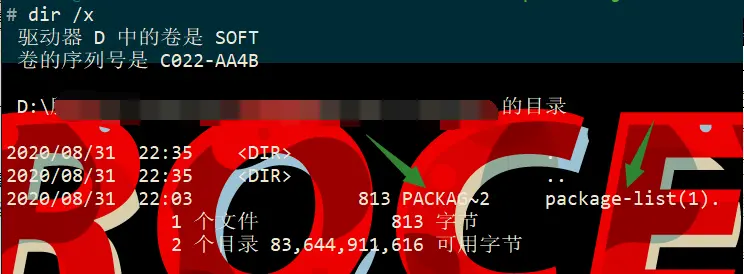 # dir /x
驱动器 D 中的卷是 SOFT
卷的序列号是 C022-AA4B
D:\ 的目录
2020/08/31 22:35 <DIR> .
2020/08/31 22:35 <DIR> ..
2020/08/31 22:03 813 PACKAG~2 package-list(1).
1 个文件 813 字节
2 个目录 83,644,911,616 可用字节
ROCE